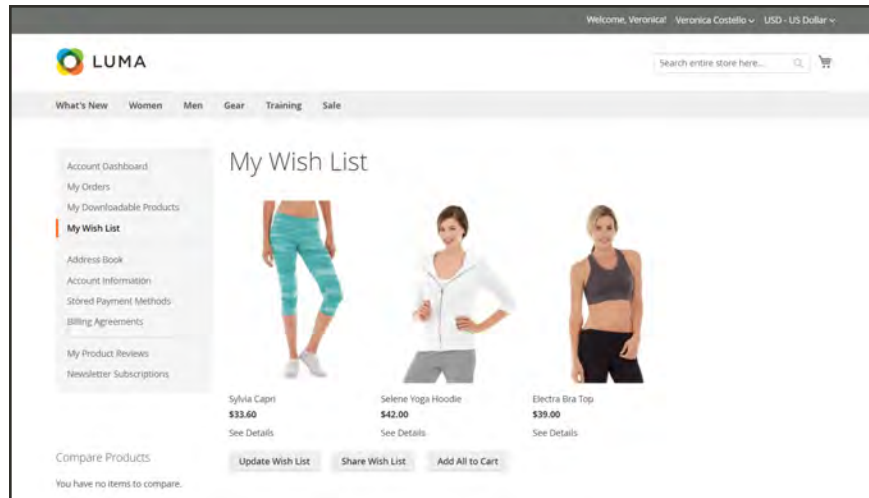 Welcome, Veronica! Veronica Costello USD - US Dollar
LUMA
Search entire store here...
What's New Women Men Gear Training Sale
My Wish List
Account Dashboard
My Orders
My Downloadable Products
My Wish List
Address Book
Account Information
Stored Payment Methods
Billing Agreements
My Product Reviews
Newsletter Subscriptions
Sylvia Capri Selene Yoga Hoodie Electra Bra Top
$33.60 $42.00 $39.00
See Details See Details See Details
Update Wish List Share Wish List Add All to Cart
Compare Products
You have no items to compare.